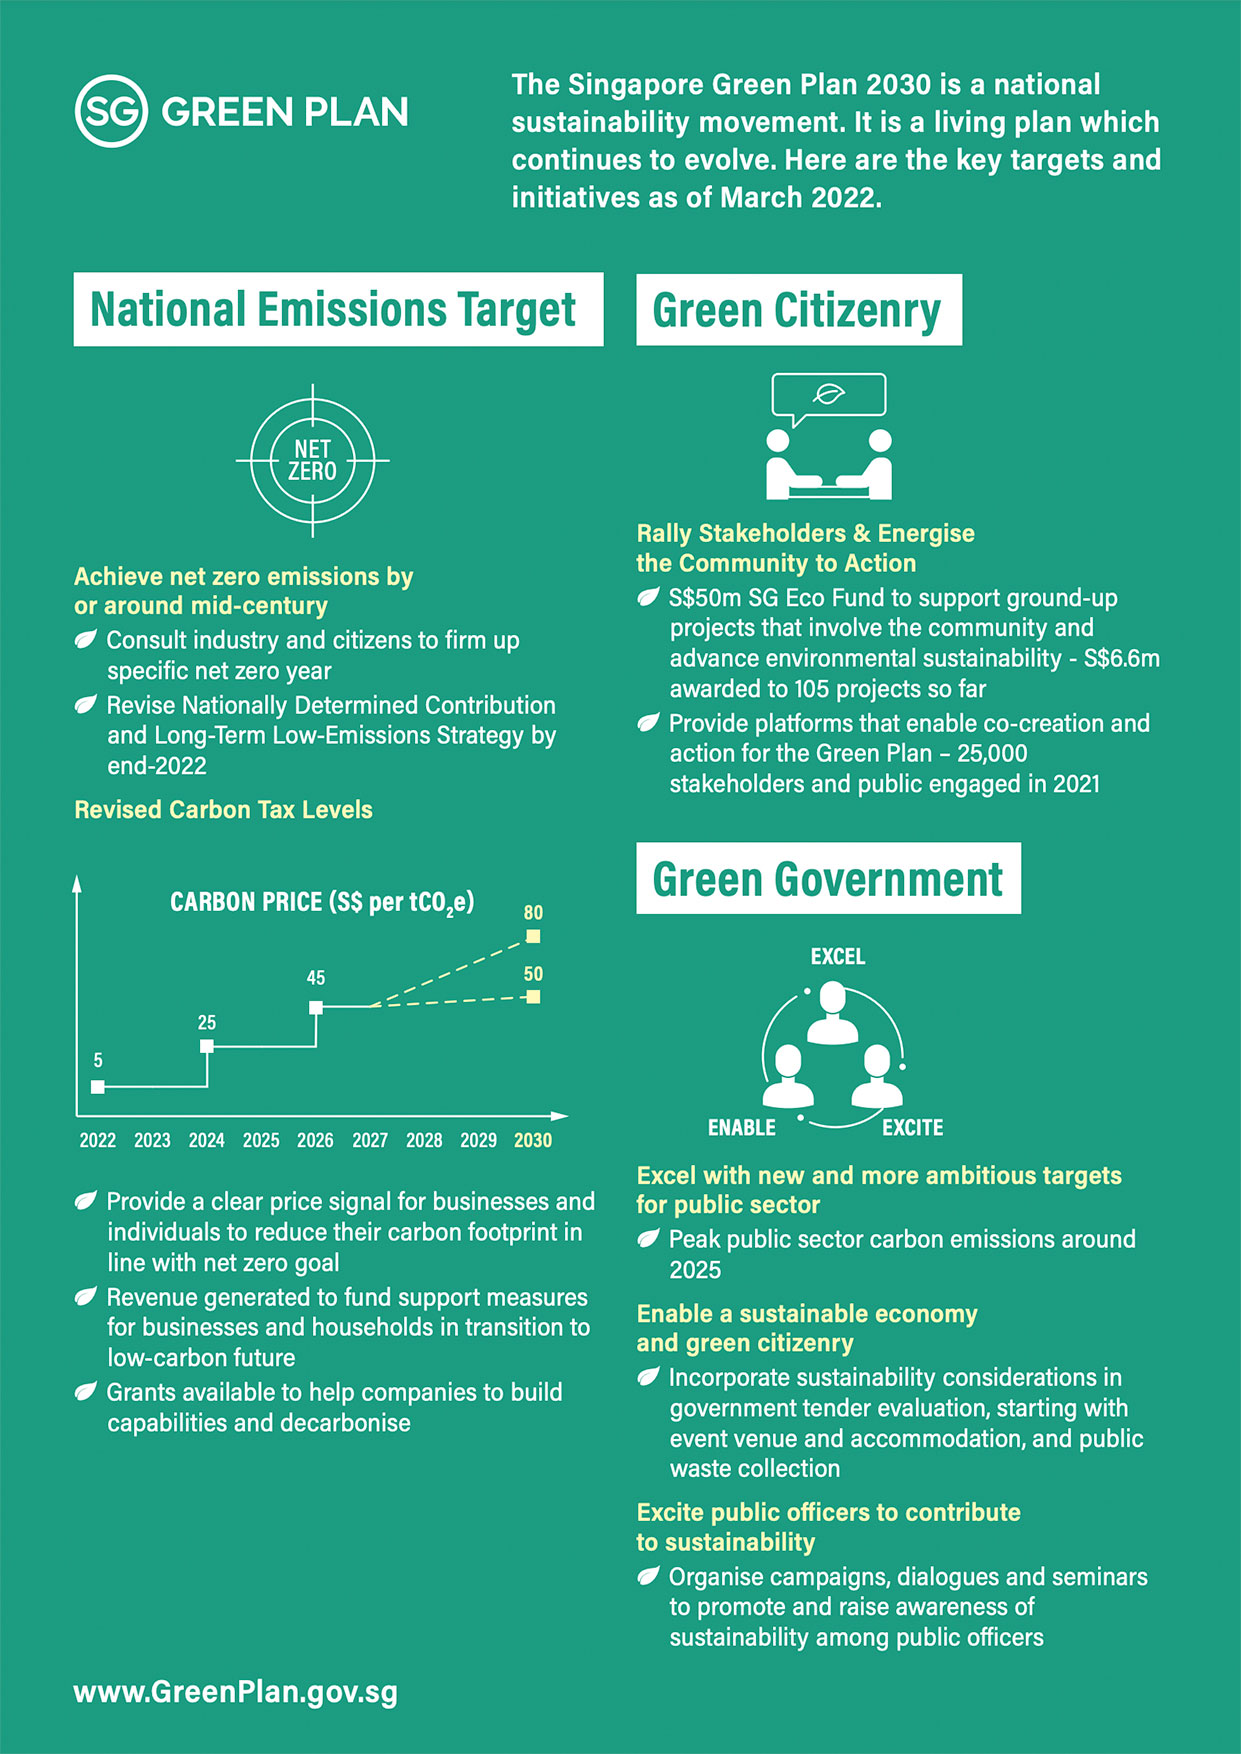 SG GREEN PLAN
The Singapore Green Plan 2030 is a national
sustainability movement. It is a living plan which
continues to evolve. Here are the key targets and
initiatives as of March 2022.
National Emissions Target
NET
ZERO
Achieve net zero emissions by
or around mid-century
Consult industry and citizens to firm up
specific net zero year
Revise Nationally Determined Contribution
and Long-Term Low-Emissions Strategy by
end-2022
Revised Carbon Tax Levels
CARBON PRICE (S$ per tCO₂e)
80
50
45
25
5
2022 2023 2024 2025 2026 2027 2028 2029 2030
Provide a clear price signal for businesses and
individuals to reduce their carbon footprint in
line with net zero goal
Revenue generated to fund support measures
for businesses and households in transition to
low-carbon future
Grants available to help companies to build
capabilities and decarbonise
Green Citizenry
Rally Stakeholders & Energise
the Community to Action
S$50m SG Eco Fund to support ground-up
projects that involve the community and
advance environmental sustainability - S$6.6m
awarded to 105 projects so far
Provide platforms that enable co-creation and
action for the Green Plan – 25,000
stakeholders and public engaged in 2021
Green Government
EXCEL
ENABLE
EXCITE
Excel with new and more ambitious targets
for public sector
Peak public sector carbon emissions around
2025
Enable a sustainable economy
and green citizenry
Incorporate sustainability considerations in
government tender evaluation, starting with
event venue and accommodation, and public
waste collection
Excite public officers to contribute
to sustainability
Organise campaigns, dialogues and seminars
to promote and raise awareness of
sustainability among public officers
www.GreenPlan.gov.sg